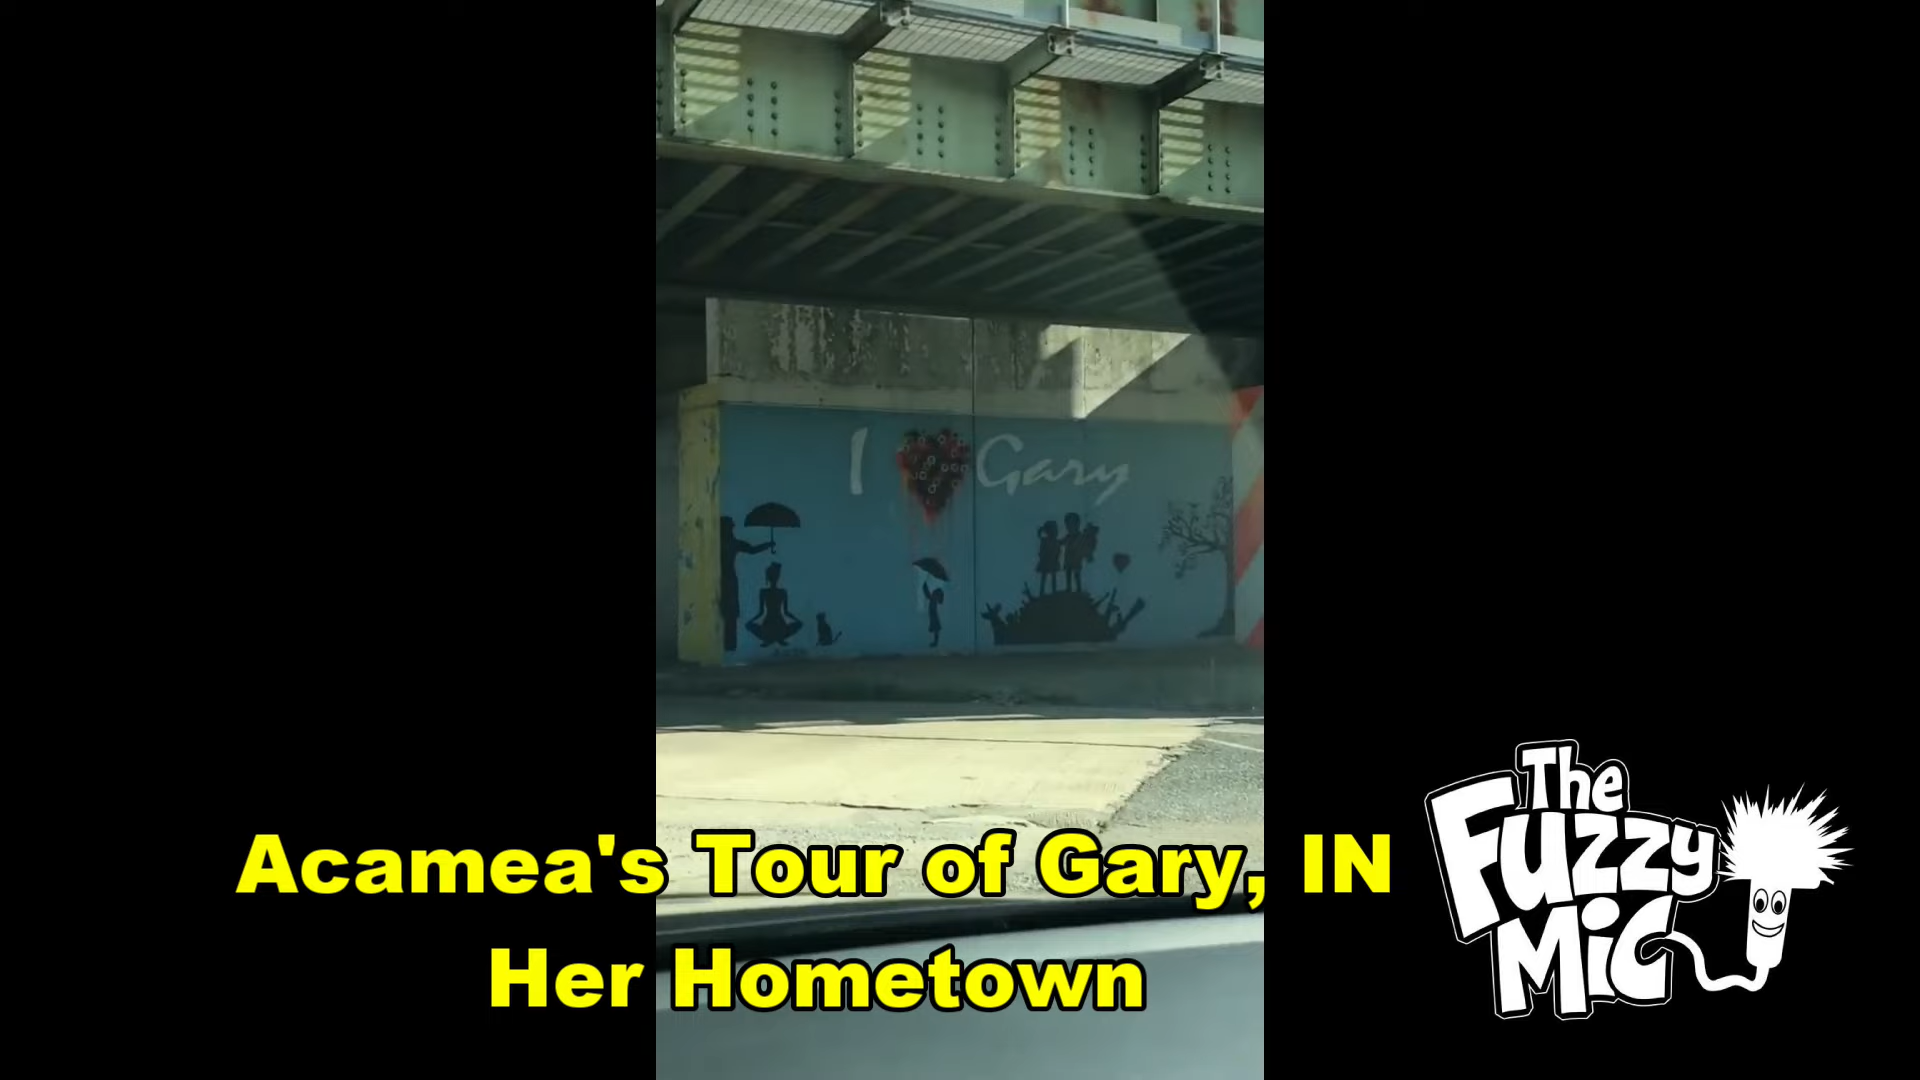 I Gary
Acamea's Tour of Gary, IN
Her Hometown
The
Fuzzy
Mic